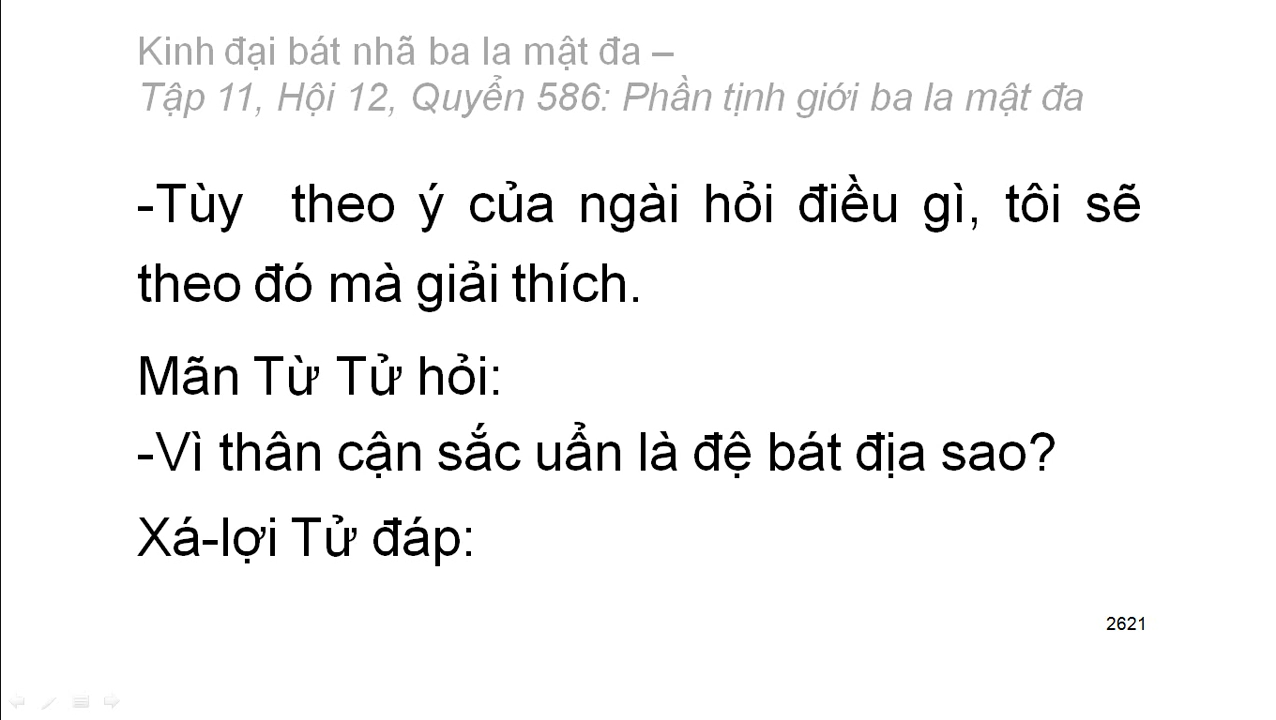 Kinh đại bát nhã ba la mật đa –
Tập 11, Hội 12, Quyển 586: Phần tịnh giới ba la mật đa
-Tùy theo ý của ngài hỏi điều gì, tôi sẽ
theo đó mà giải thích.
Mãn Từ Tử hỏi:
-Vì thân cận sắc uẩn là đệ bát địa sao?
Xá-lợi Tử đáp:
2621